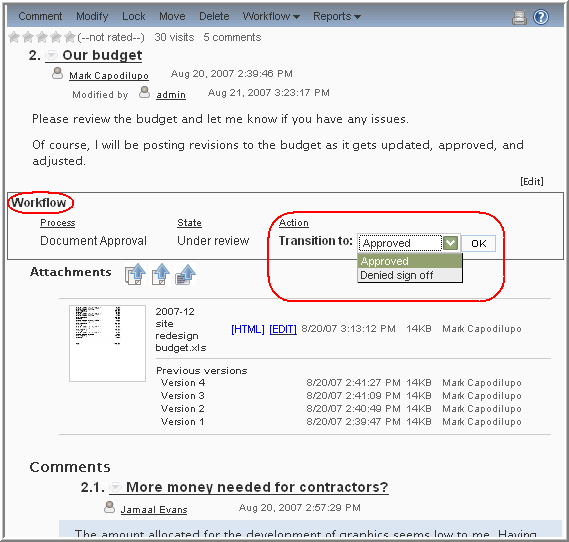 Comment Modify Lock Move Delete Workflow Reports
(--not rated--) 30 visits 5 comments
2. Our budget
Mark Capodilupo Aug 20, 2007 2:39:46 PM
Modified by admin Aug 21, 2007 3:23:17 PM
Please review the budget and let me know if you have any issues.
Of course, I will be posting revisions to the budget as it gets updated, approved, and
adjusted.
[Edit]
Workflow
Process State Action
Document Approval Under review Transition to: Approved OK
Approved
Denied sign off
Attachments
2007-12
site
redesign
budget.xls
[HTML] [EDIT] 8/20/07 3:13:12 PM 14KB Mark Capodilupo
Previous versions
Version 4 8/20/07 2:41:27 PM 14KB Mark Capodilupo
Version 3 8/20/07 2:41:09 PM 14KB Mark Capodilupo
Version 2 8/20/07 2:40:49 PM 14KB Mark Capodilupo
Version 1 8/20/07 2:39:47 PM 14KB Mark Capodilupo
Comments
2.1. More money needed for contractors?
Jamaal Evans Aug 20, 2007 2:57:29 PM
The amount allocated for the development of graphics seems low to me. Having